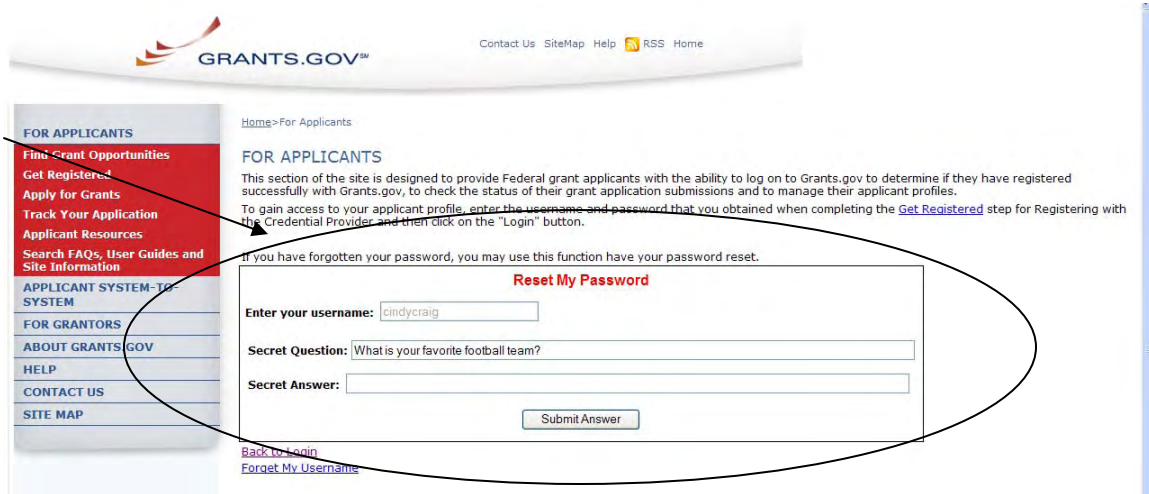 GRANTS.GOV℠
Contact Us SiteMap Help RSS Home
FOR APPLICANTS
Find Grant Opportunities
Get Registered
Apply for Grants
Track Your Application
Applicant Resources
Search FAQs, User Guides and
Site Information
APPLICANT SYSTEM-TO-
SYSTEM
FOR GRANTORS
ABOUT GRANTS.GOV
HELP
CONTACT US
SITE MAP
Home>For Applicants
FOR APPLICANTS
This section of the site is designed to provide Federal grant applicants with the ability to log on to Grants.gov to determine if they have registered
successfully with Grants.gov, to check the status of their grant application submissions and to manage their applicant profiles.
To gain access to your applicant profile, enter the username and password that you obtained when completing the Get Registered step for Registering with
the Credential Provider and then click on the "Login" button.
If you have forgotten your password, you may use this function have your password reset.
Reset My Password
Enter your username: cindycraig
Secret Question: What is your favorite football team?
Secret Answer:
Submit Answer
Back to Login
Forget My Username